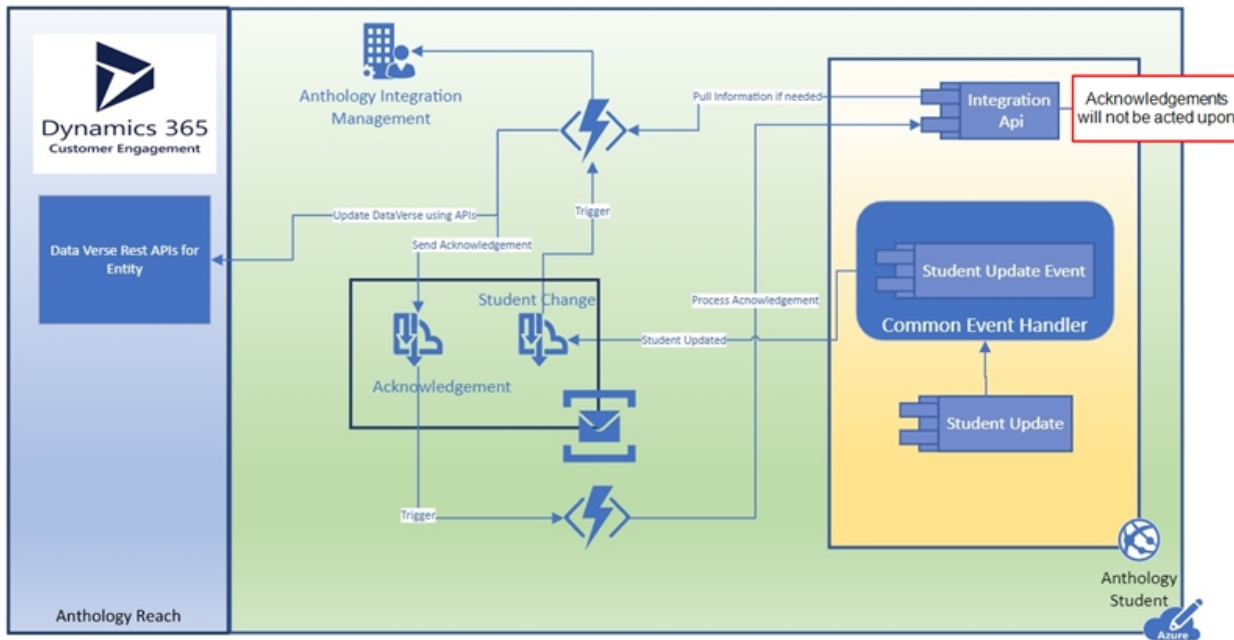 Dynamics 365
Customer Engagement
Data Verse Rest APIs for
Entity
Anthology Reach
Anthology Integration
Management
Pull Information if needed
Integration
Api
Acknowledgements
will not be acted upon
Update DataVerse using APIs
Trigger
Send Acknowledgement
Student Change
Process Acnowledgement
Student Updated
Acknowledgement
Student Update Event
Common Event Handler
Student Update
Trigger
Anthology
Student
Azure